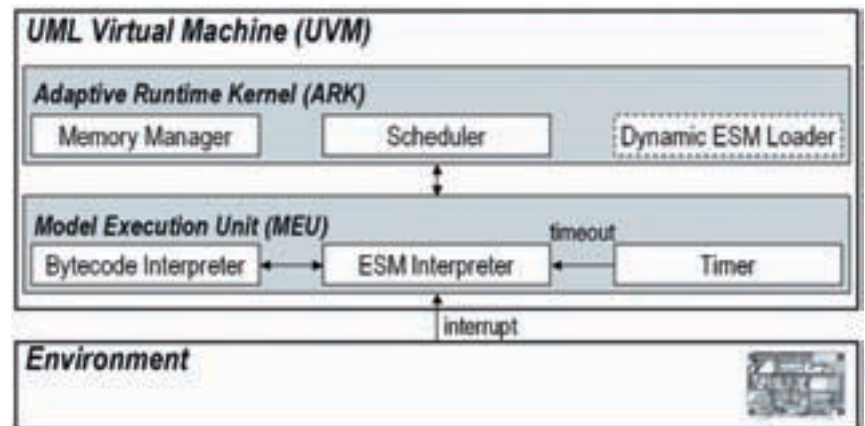 UML Virtual Machine (UVM)
Adaptive Runtime Kernel (ARK)
Memory Manager
Scheduler
Dynamic ESM Loader
Model Execution Unit (MEU)
timeout
Bytecode Interpreter
ESM Interpreter
Timer
interrupt
Environment